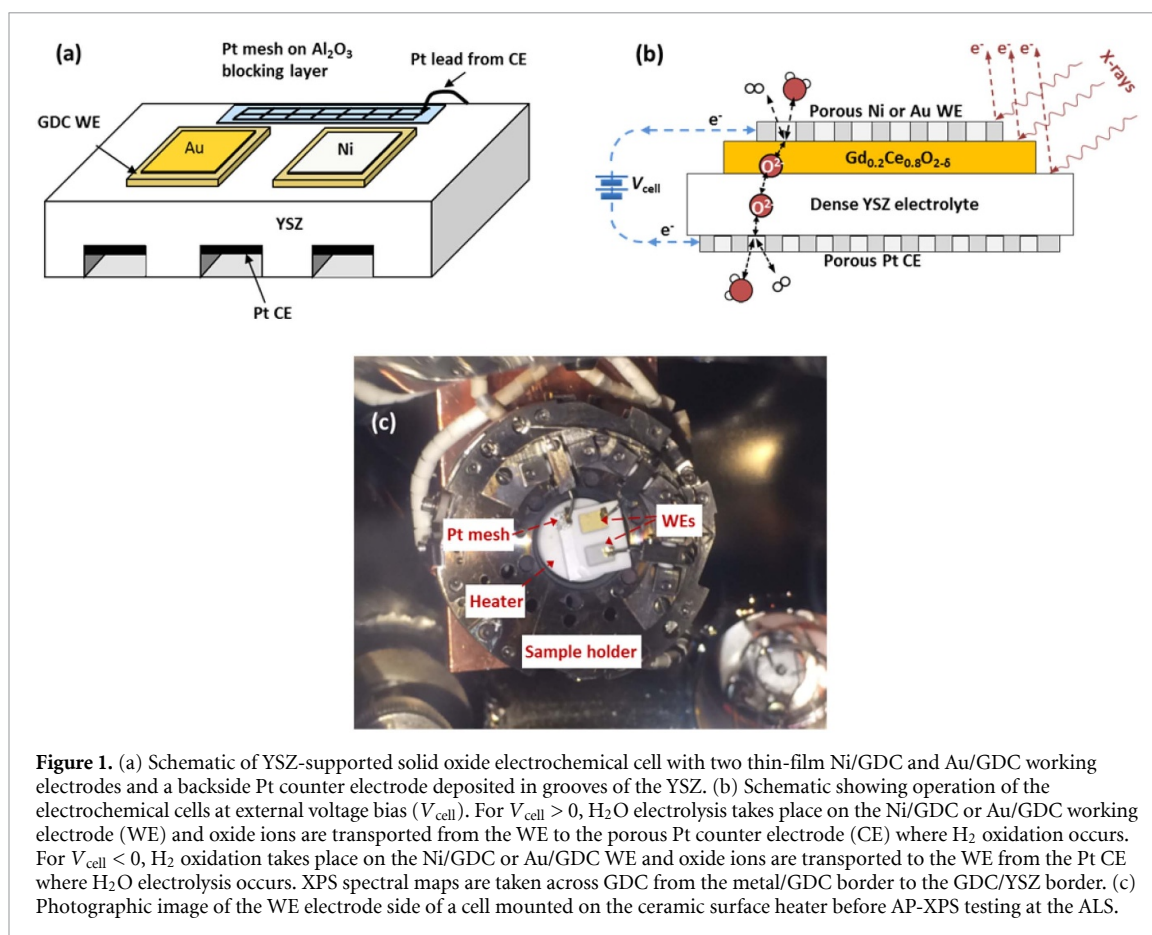 (a)
Pt mesh on Al₂O₃
blocking layer
Pt lead from CE
GDC WE
Au
Ni
YSZ
Pt CE
(b)
e⁻ e⁻ e⁻
X-rays
Porous Ni or Au WE
e⁻
Gd₀.₂Ce₀.₈O₂₋δ
O²⁻
V_cell
Dense YSZ electrolyte
O²⁻
e⁻
Porous Pt CE
(c)
Pt mesh
WEs
Heater
Sample holder
Figure 1. (a) Schematic of YSZ-supported solid oxide electrochemical cell with two thin-film Ni/GDC and Au/GDC working
electrodes and a backside Pt counter electrode deposited in grooves of the YSZ. (b) Schematic showing operation of the
electrochemical cells at external voltage bias (V_cell). For V_cell > 0, H₂O electrolysis takes place on the Ni/GDC or Au/GDC working
electrode (WE) and oxide ions are transported from the WE to the porous Pt counter electrode (CE) where H₂ oxidation occurs.
For V_cell < 0, H₂ oxidation takes place on the Ni/GDC or Au/GDC WE and oxide ions are transported to the WE from the Pt CE
where H₂O electrolysis occurs. XPS spectral maps are taken across GDC from the metal/GDC border to the GDC/YSZ border. (c)
Photographic image of the WE electrode side of a cell mounted on the ceramic surface heater before AP-XPS testing at the ALS.